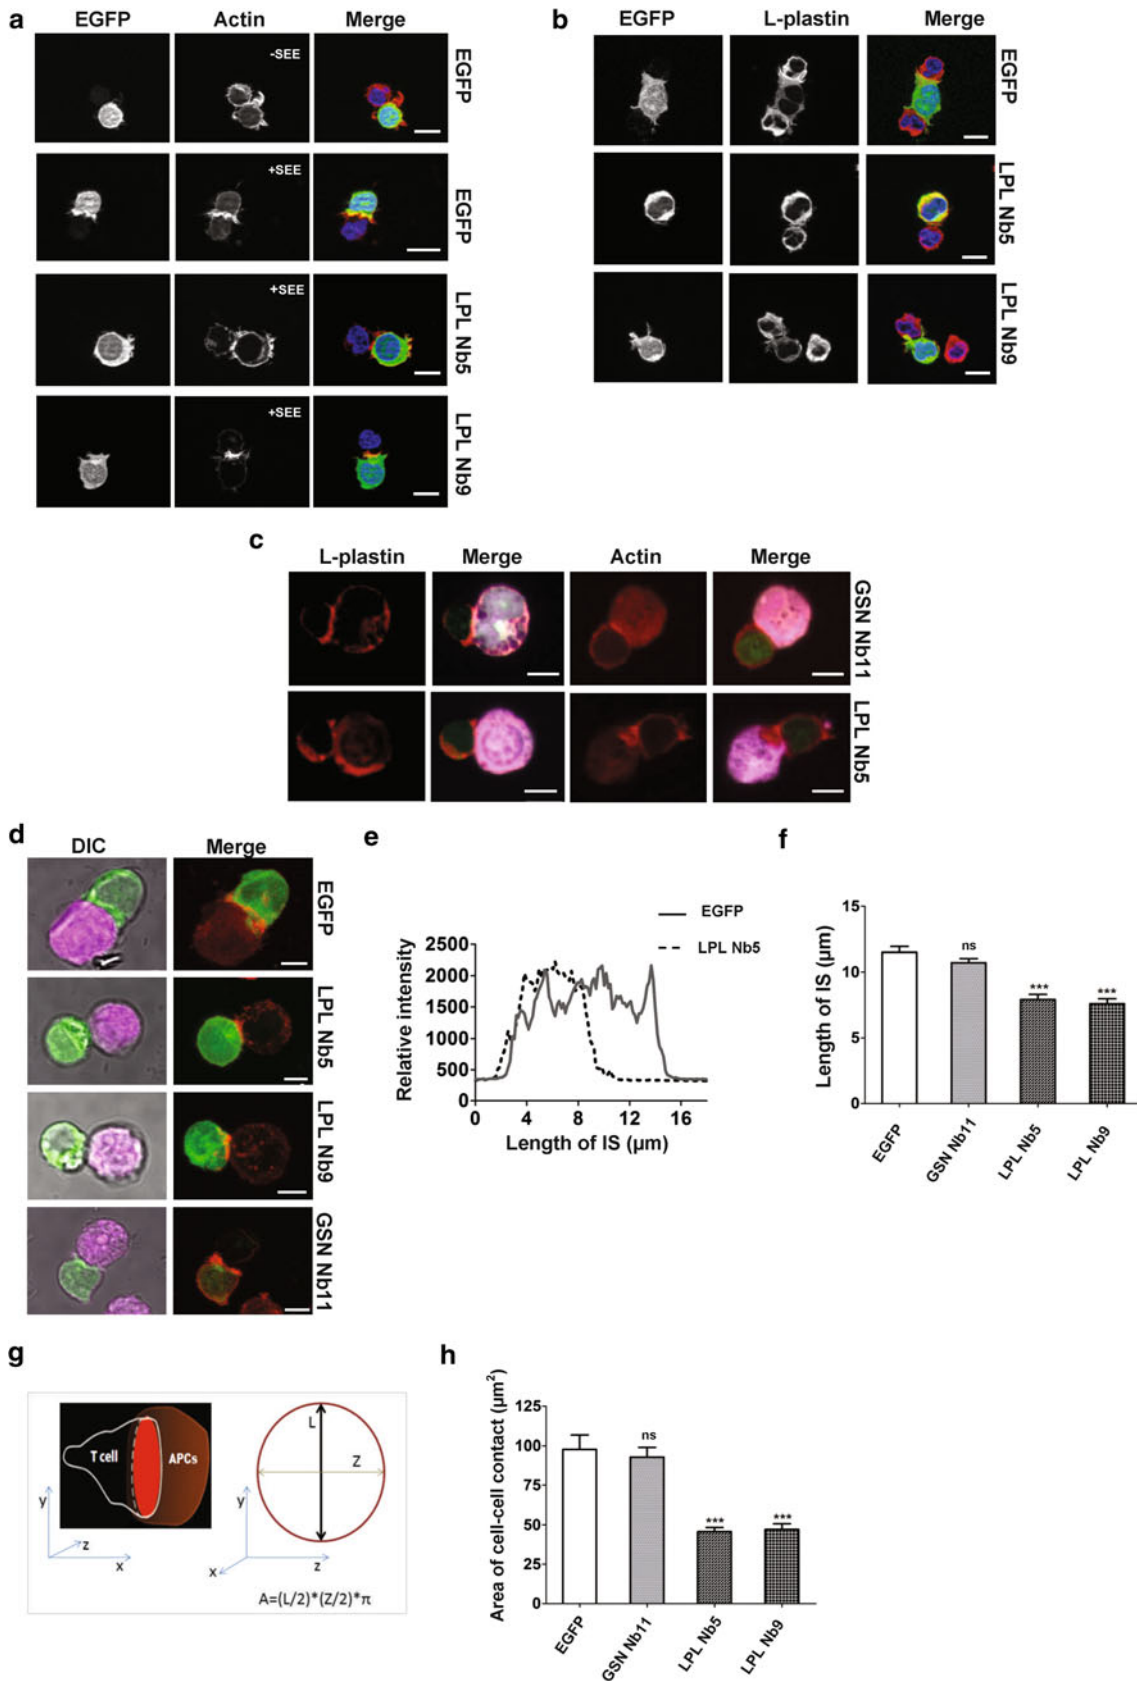 a
EGFP Actin Merge
-SEE
EGFP
+SEE
EGFP
+SEE
LPL Nb5
+SEE
LPL Nb9
b
EGFP L-plastin Merge
EGFP
LPL Nb5
LPL Nb9
c
L-plastin Merge Actin Merge
GSN Nb11
LPL Nb5
d
DIC Merge
EGFP
LPL Nb5
LPL Nb9
GSN Nb11
e
EGFP
LPL Nb5
Relative intensity
2500
2000
1500
1000
500
0
0 4 8 12 16
Length of IS (µm)
f
Length of IS (µm)
15
10
5
0
ns
***
***
EGFP
GSN Nb11
LPL Nb5
LPL Nb9
g
T cell APCs
y
z
x
L
Z
y
x
z
A=(L/2)*(Z/2)*π
h
Area of cell-cell contact (µm²)
125
100
75
50
25
0
ns
***
***
EGFP
GSN Nb11
LPL Nb5
LPL Nb9